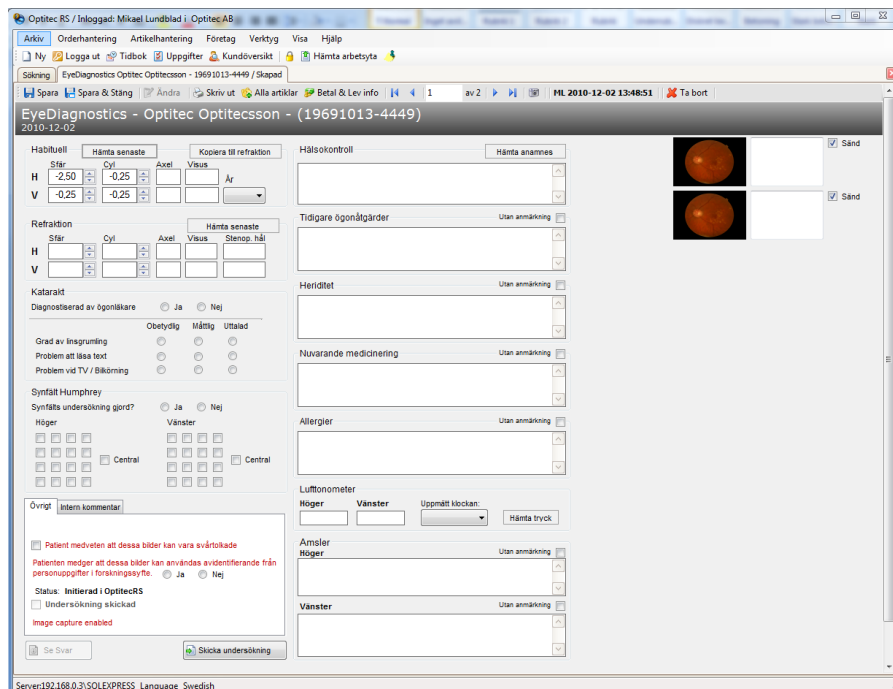 Optitec RS / Inloggad: Mikael Lundblad i Optitec AB
Arkiv Orderhantering Artikelhantering Företag Verktyg Visa Hjälp
Ny Logga ut Tidbok Uppgifter Kundöversikt Hämta arbetsyta
Sökning EyeDiagnostics Optitec Optitecsson - 19691013-4449 / Skapad
Spara Spara & Stäng Ändra Skriv ut Alla artiklar Betal & Lev info 1 av 2 ML 2010-12-02 13:48:51 Ta bort
EyeDiagnostics - Optitec Optitecsson - (19691013-4449)
2010-12-02
Habituell Hämta senaste Kopiera till refraktion
Sfär Cyl Axel Visus
H -2,50 -0,25 År
V -0,25 -0,25
Refraktion Hämta senaste
Sfär Cyl Axel Visus Stenop. hål
H
V
Katarakt
Diagnostiserad av ögonläkare Ja Nej
Obetydlig Måttlig Uttalad
Grad av linsgrumling
Problem att läsa text
Problem vid TV / Bilkörning
Synfält Humphrey
Synfälts undersökning gjord? Ja Nej
Höger Vänster
Central Central
Övrigt Intern kommentar
Patient medveten att dessa bilder kan vara svårtolkade
Patienten medger att dessa bilder kan användas avidentifierande från
personuppgifter i forskningssyfte. Ja Nej
Status: Initierad i OptitecRS
Undersökning skickad
Image capture enabled
Se Svar Skicka undersökning
Hälsokontroll Hämta anamnes
Tidigare ögonåtgärder Utan anmärkning
Heriditet Utan anmärkning
Nuvarande medicinering Utan anmärkning
Allergier Utan anmärkning
Lufttonometer
Höger Vänster Uppmätt klockan:
Hämta tryck
Amsler
Höger Utan anmärkning
Vänster Utan anmärkning
Sänd
Sänd
Server:192.168.0.3\SQLEXPRESS Language Swedish